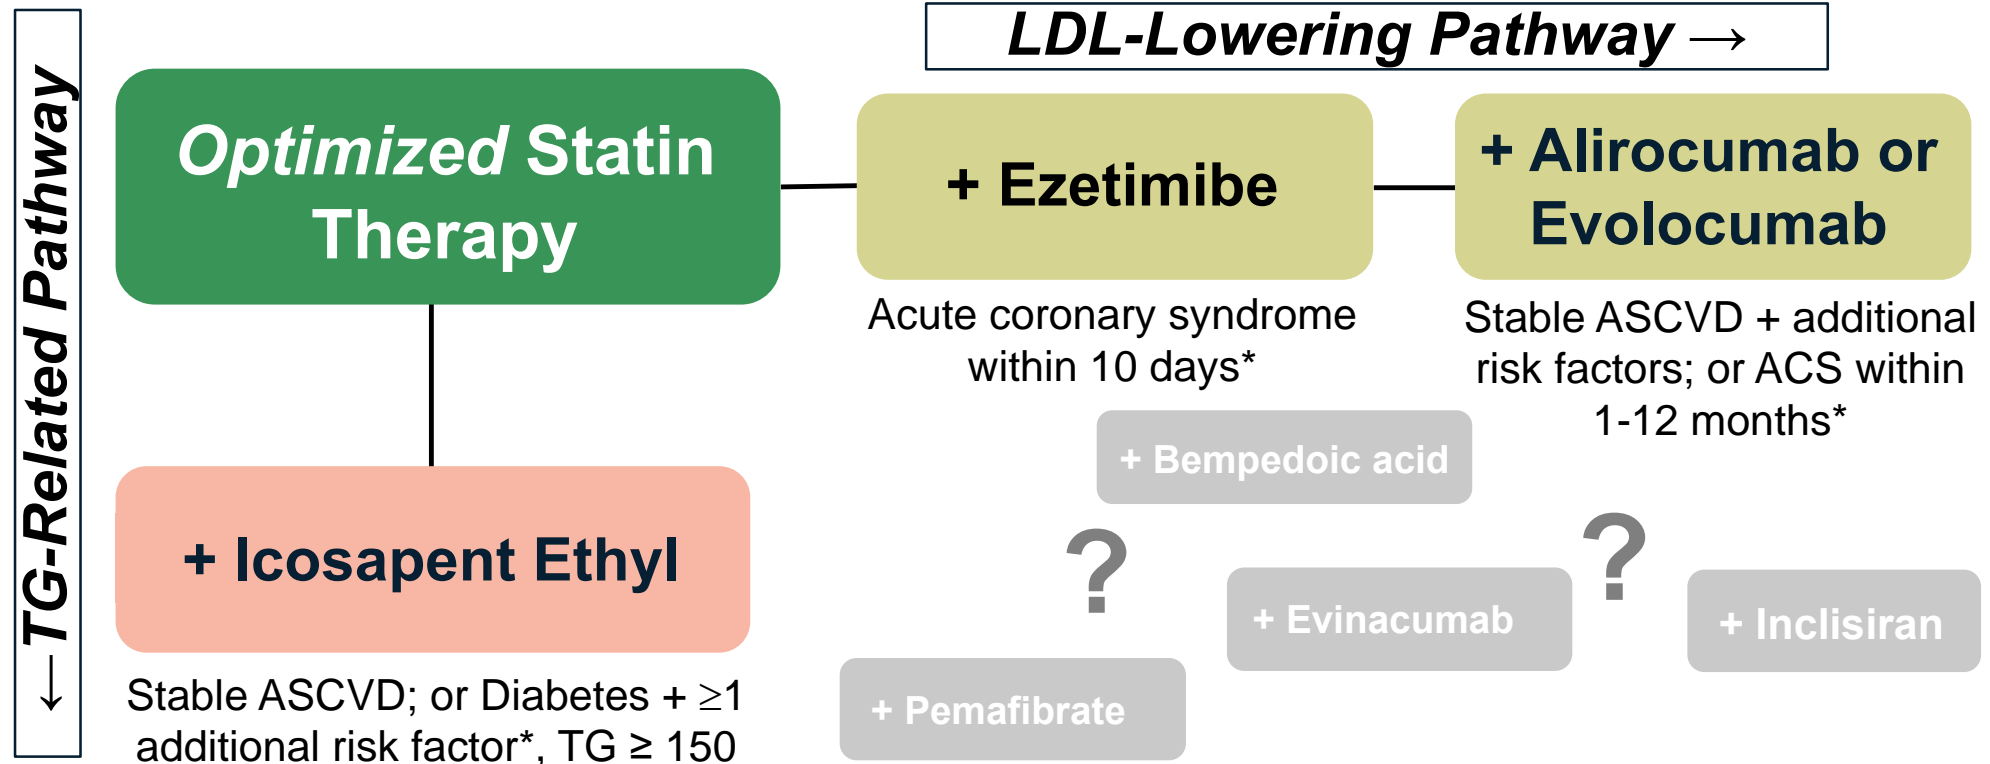 LDL-Lowering Pathway →
←TG-Related Pathway
Optimized Statin
Therapy
+ Ezetimibe
+ Alirocumab or
Evolocumab
Acute coronary syndrome
within 10 days*
Stable ASCVD + additional
risk factors; or ACS within
1-12 months*
+ Bempedoic acid
+ Icosapent Ethyl
?
?
+ Evinacumab
+ Inclisiran
+ Pemafibrate
Stable ASCVD; or Diabetes + ≥1
additional risk factor*, TG ≥ 150